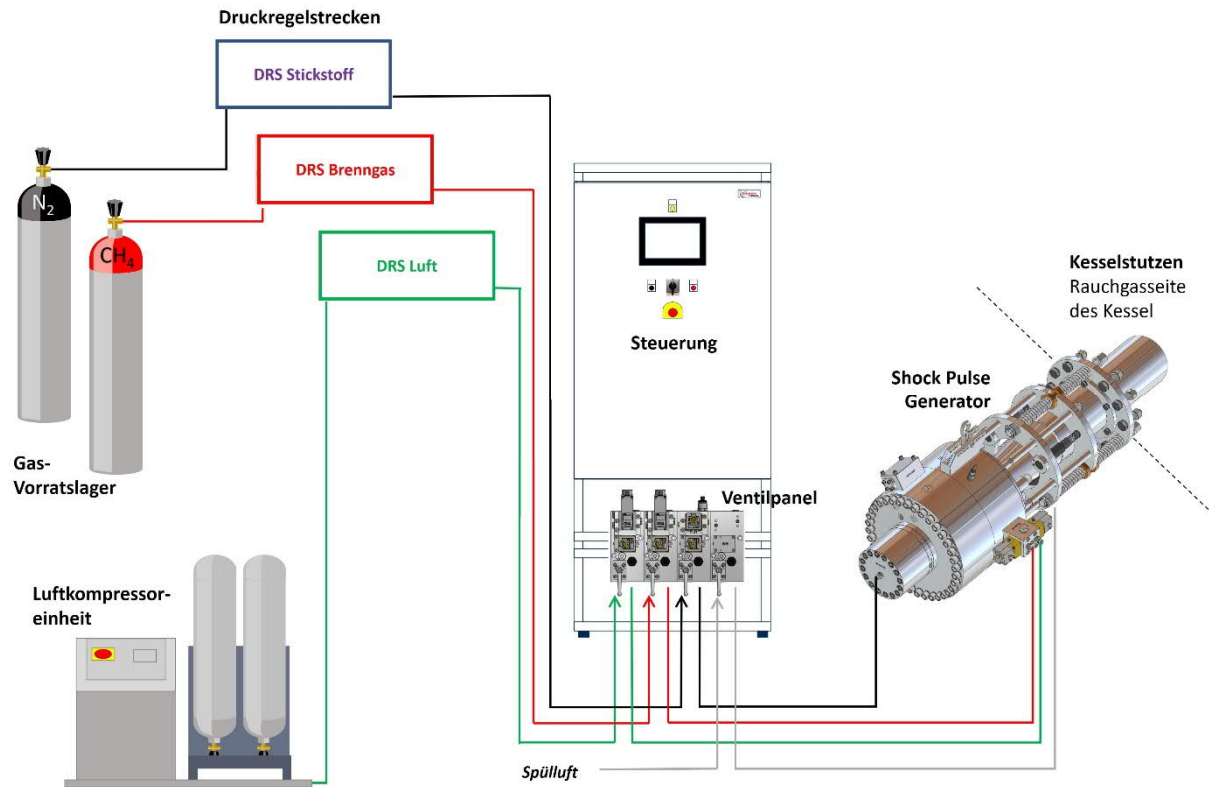 Druckregelstrecken
DRS Stickstoff
DRS Brenngas
DRS Luft
N₂
CH₄
Gas-
Vorratslager
Luftkompressor-
einheit
Steuerung
Ventilpanel
Spülluft
Shock Pulse
Generator
Kesselstutzen
Rauchgasseite
des Kessel